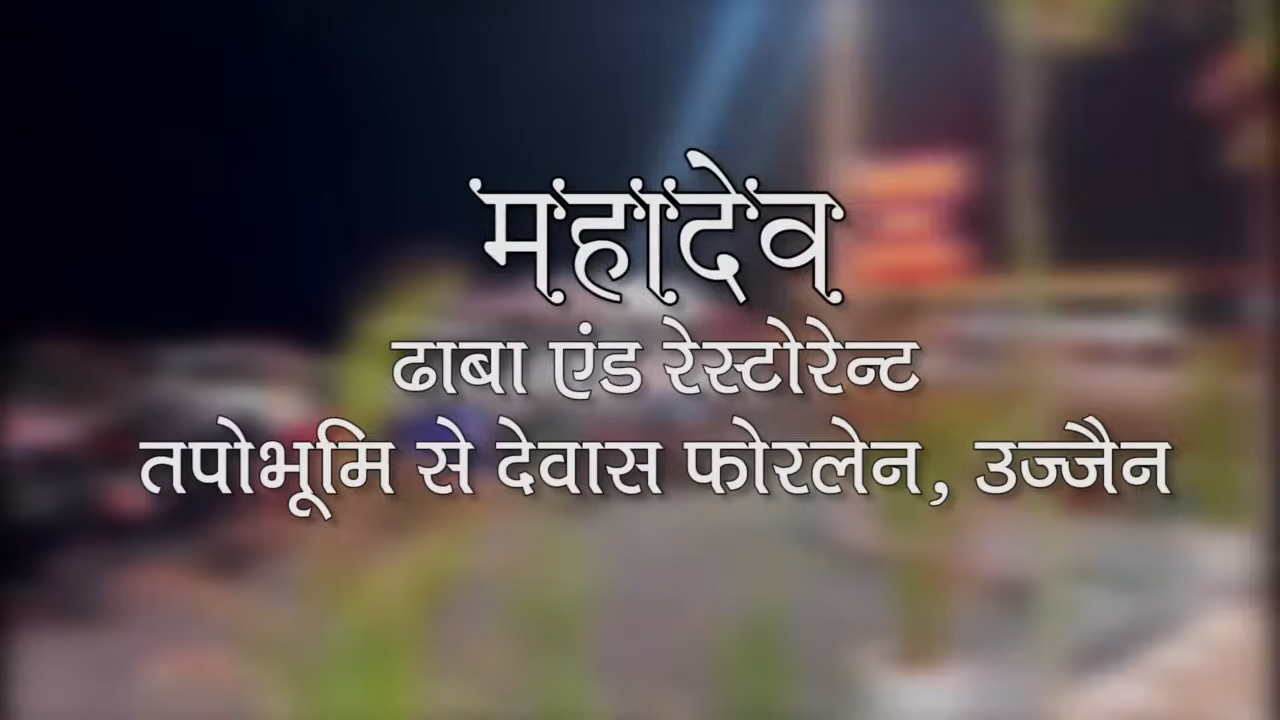 महादेव
ढाबा एंड रेस्टोरेन्ट
तपोभूमि से देवास फोरलेन, उज्जैन